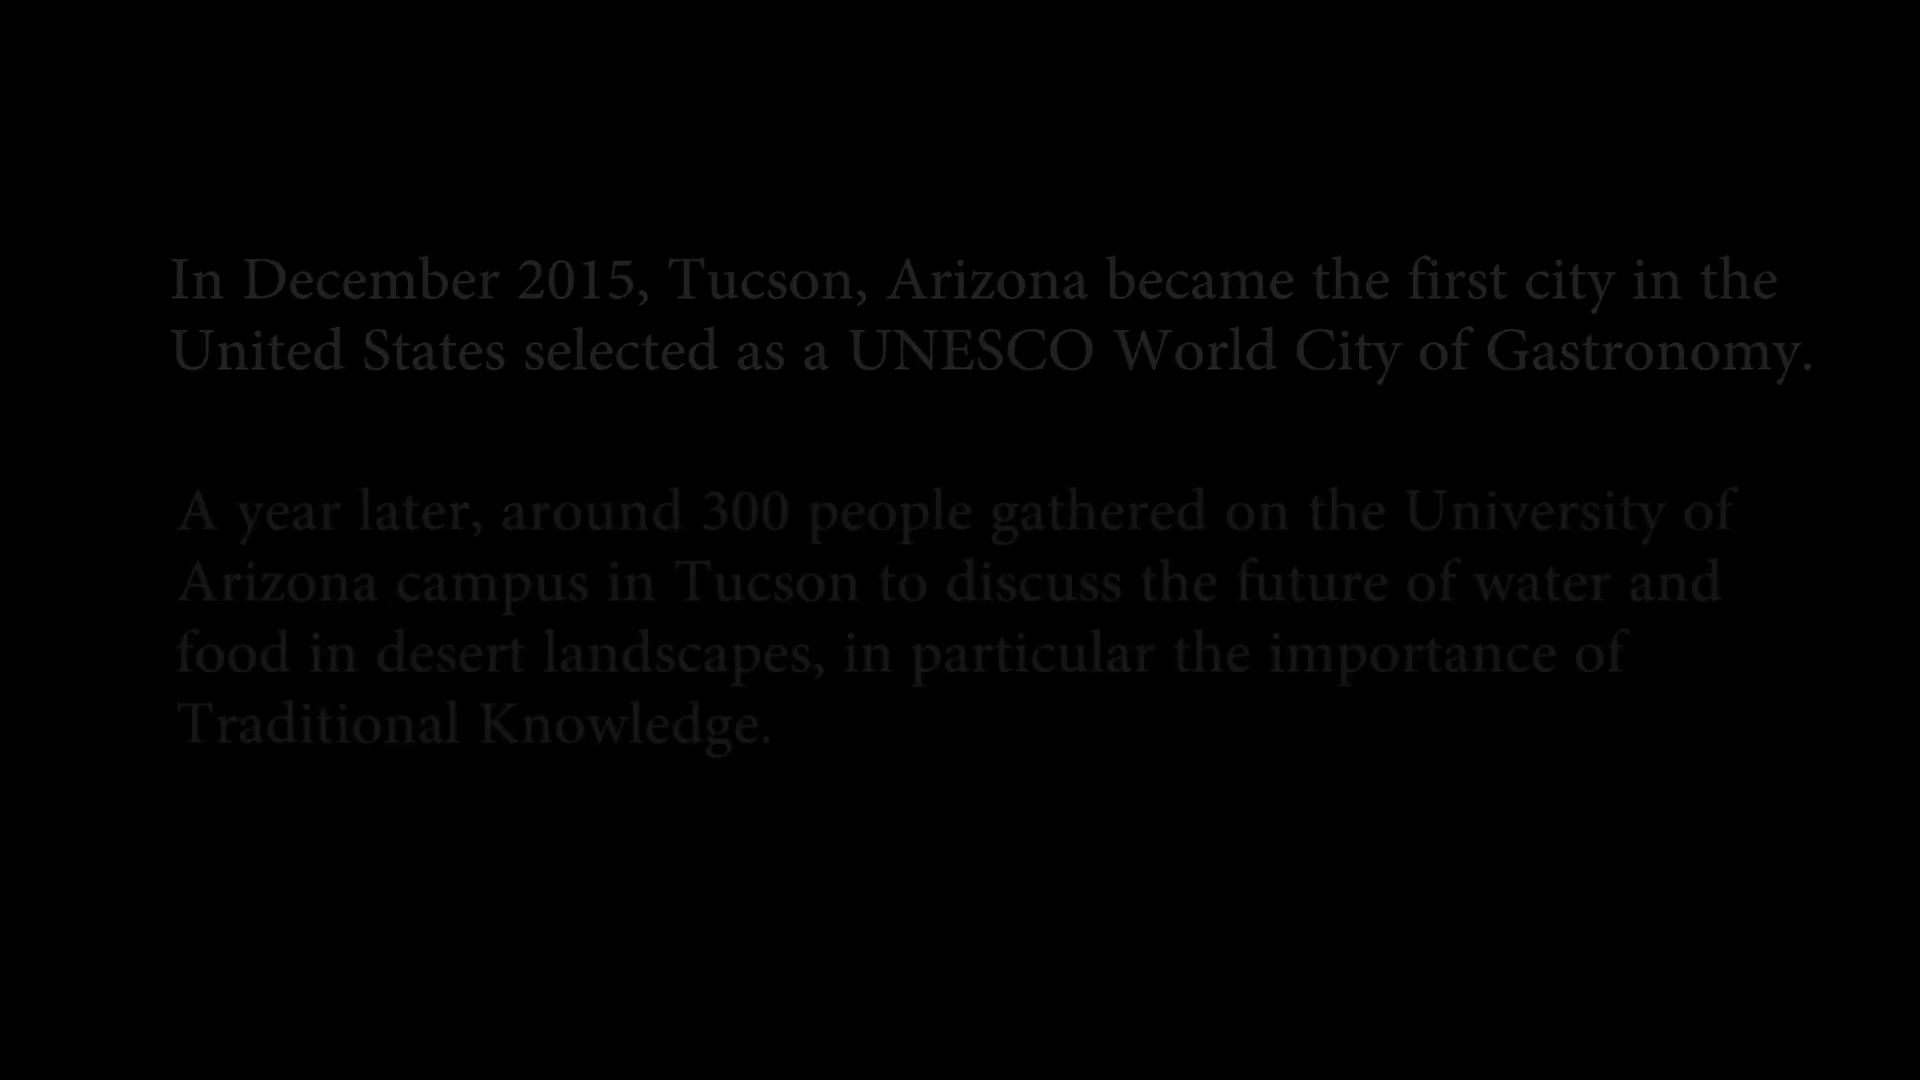 In December 2015, Tucson, Arizona became the first city in the
United States selected as a UNESCO World City of Gastronomy.
A year later, around 300 people gathered on the University of
Arizona campus in Tucson to discuss the future of water and
food in desert landscapes, in particular the importance of
Traditional Knowledge.